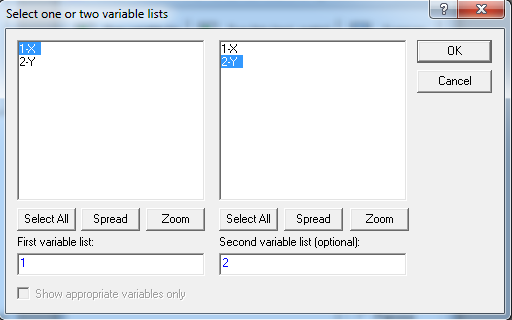 Select one or two variable lists
?
1-X
2-Y
1-X
2-Y
OK
Cancel
Select All Spread Zoom
Select All Spread Zoom
First variable list:
1
Second variable list (optional):
2
Show appropriate variables only